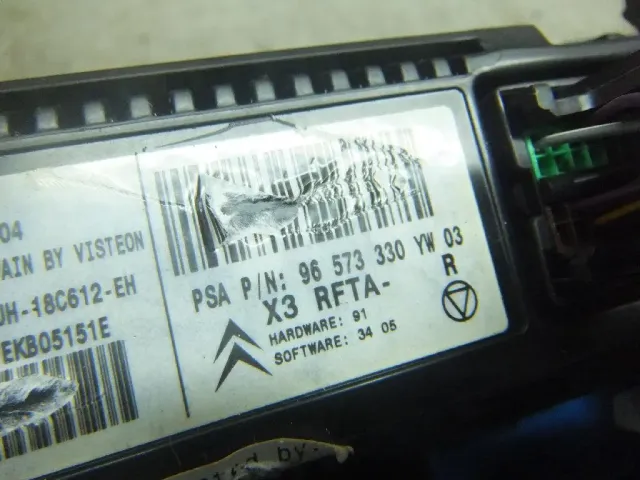 04
AIN BY VISTEON
H-18C612-EH
EKB05151E
PSA P/N: 96 573 330 YW 03
X3 RFTA- R
HARDWARE: 91
SOFTWARE: 34 05
by.